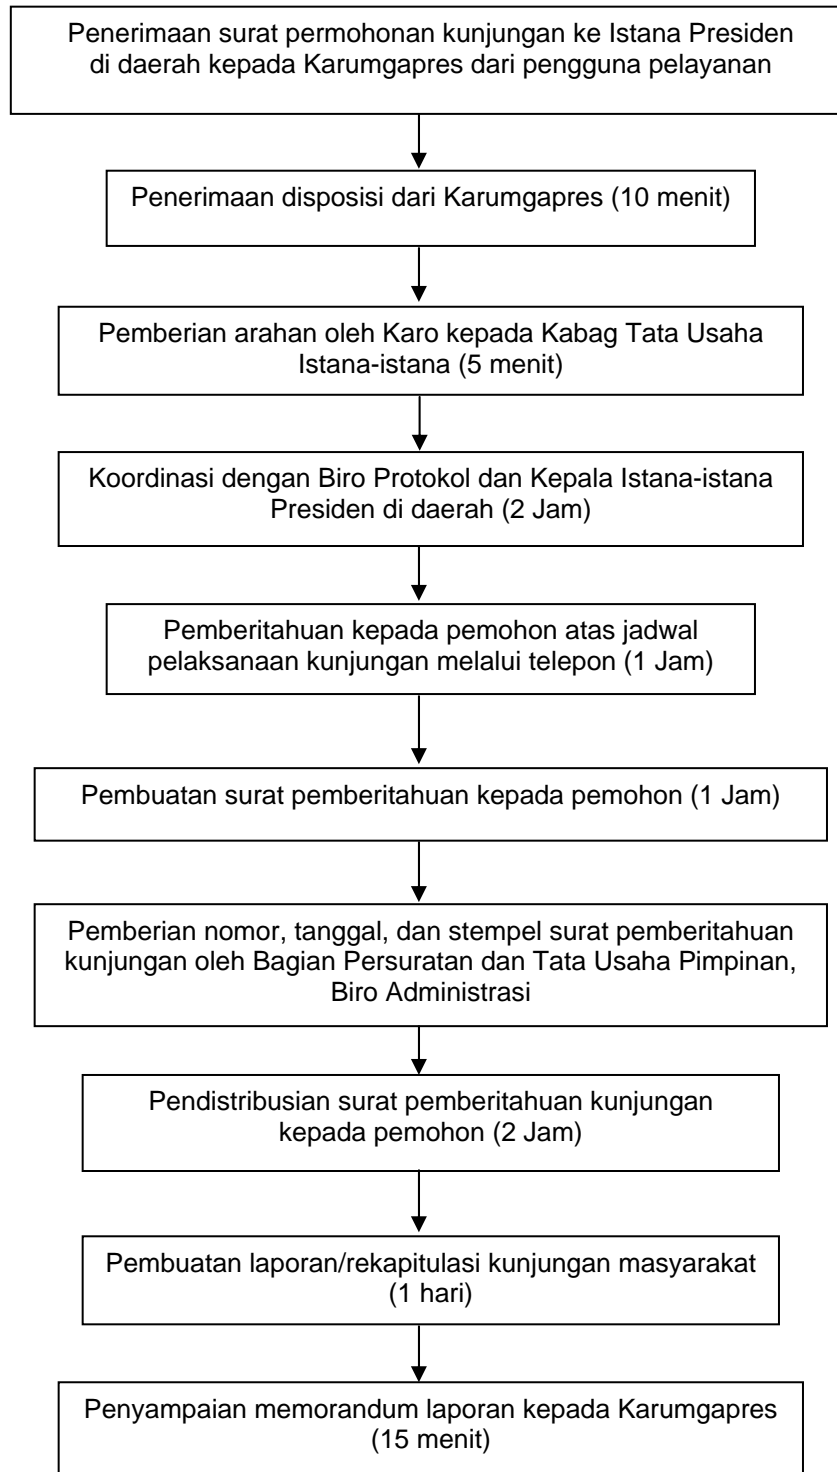 Penerimaan surat permohonan kunjungan ke Istana Presiden
di daerah kepada Karumgapres dari pengguna pelayanan
Penerimaan disposisi dari Karumgapres (10 menit)
Pemberian arahan oleh Karo kepada Kabag Tata Usaha
Istana-istana (5 menit)
Koordinasi dengan Biro Protokol dan Kepala Istana-istana
Presiden di daerah (2 Jam)
Pemberitahuan kepada pemohon atas jadwal
pelaksanaan kunjungan melalui telepon (1 Jam)
Pembuatan surat pemberitahuan kepada pemohon (1 Jam)
Pemberian nomor, tanggal, dan stempel surat pemberitahuan
kunjungan oleh Bagian Persuratan dan Tata Usaha Pimpinan,
Biro Administrasi
Pendistribusian surat pemberitahuan kunjungan
kepada pemohon (2 Jam)
Pembuatan laporan/rekapitulasi kunjungan masyarakat
(1 hari)
Penyampaian memorandum laporan kepada Karumgapres
(15 menit)